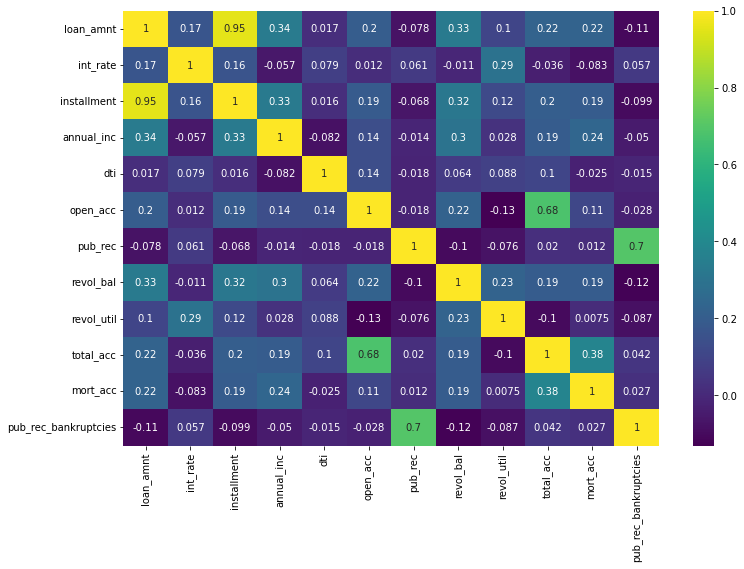 loan_amnt 1 0.17 0.95 0.34 0.017 0.2 -0.078 0.33 0.1 0.22 0.22 -0.11
int_rate 0.17 1 0.16 -0.057 0.079 0.012 0.061 -0.011 0.29 -0.036 -0.083 0.057
installment 0.95 0.16 1 0.33 0.016 0.19 -0.068 0.32 0.12 0.2 0.19 -0.099
annual_inc 0.34 -0.057 0.33 1 -0.082 0.14 -0.014 0.3 0.028 0.19 0.24 -0.05
dti 0.017 0.079 0.016 -0.082 1 0.14 -0.018 0.064 0.088 0.1 -0.025 -0.015
open_acc 0.2 0.012 0.19 0.14 0.14 1 -0.018 0.22 -0.13 0.68 0.11 -0.028
pub_rec -0.078 0.061 -0.068 -0.014 -0.018 -0.018 1 -0.1 -0.076 0.02 0.012 0.7
revol_bal 0.33 -0.011 0.32 0.3 0.064 0.22 -0.1 1 0.23 0.19 0.19 -0.12
revol_util 0.1 0.29 0.12 0.028 0.088 -0.13 -0.076 0.23 1 -0.1 0.0075 -0.087
total_acc 0.22 -0.036 0.2 0.19 0.1 0.68 0.02 0.19 -0.1 1 0.38 0.042
mort_acc 0.22 -0.083 0.19 0.24 -0.025 0.11 0.012 0.19 0.0075 0.38 1 0.027
pub_rec_bankruptcies -0.11 0.057 -0.099 -0.05 -0.015 -0.028 0.7 -0.12 -0.087 0.042 0.027 1
loan_amnt int_rate installment annual_inc dti open_acc pub_rec revol_bal revol_util total_acc mort_acc pub_rec_bankruptcies
1.0
0.8
0.6
0.4
0.2
0.0